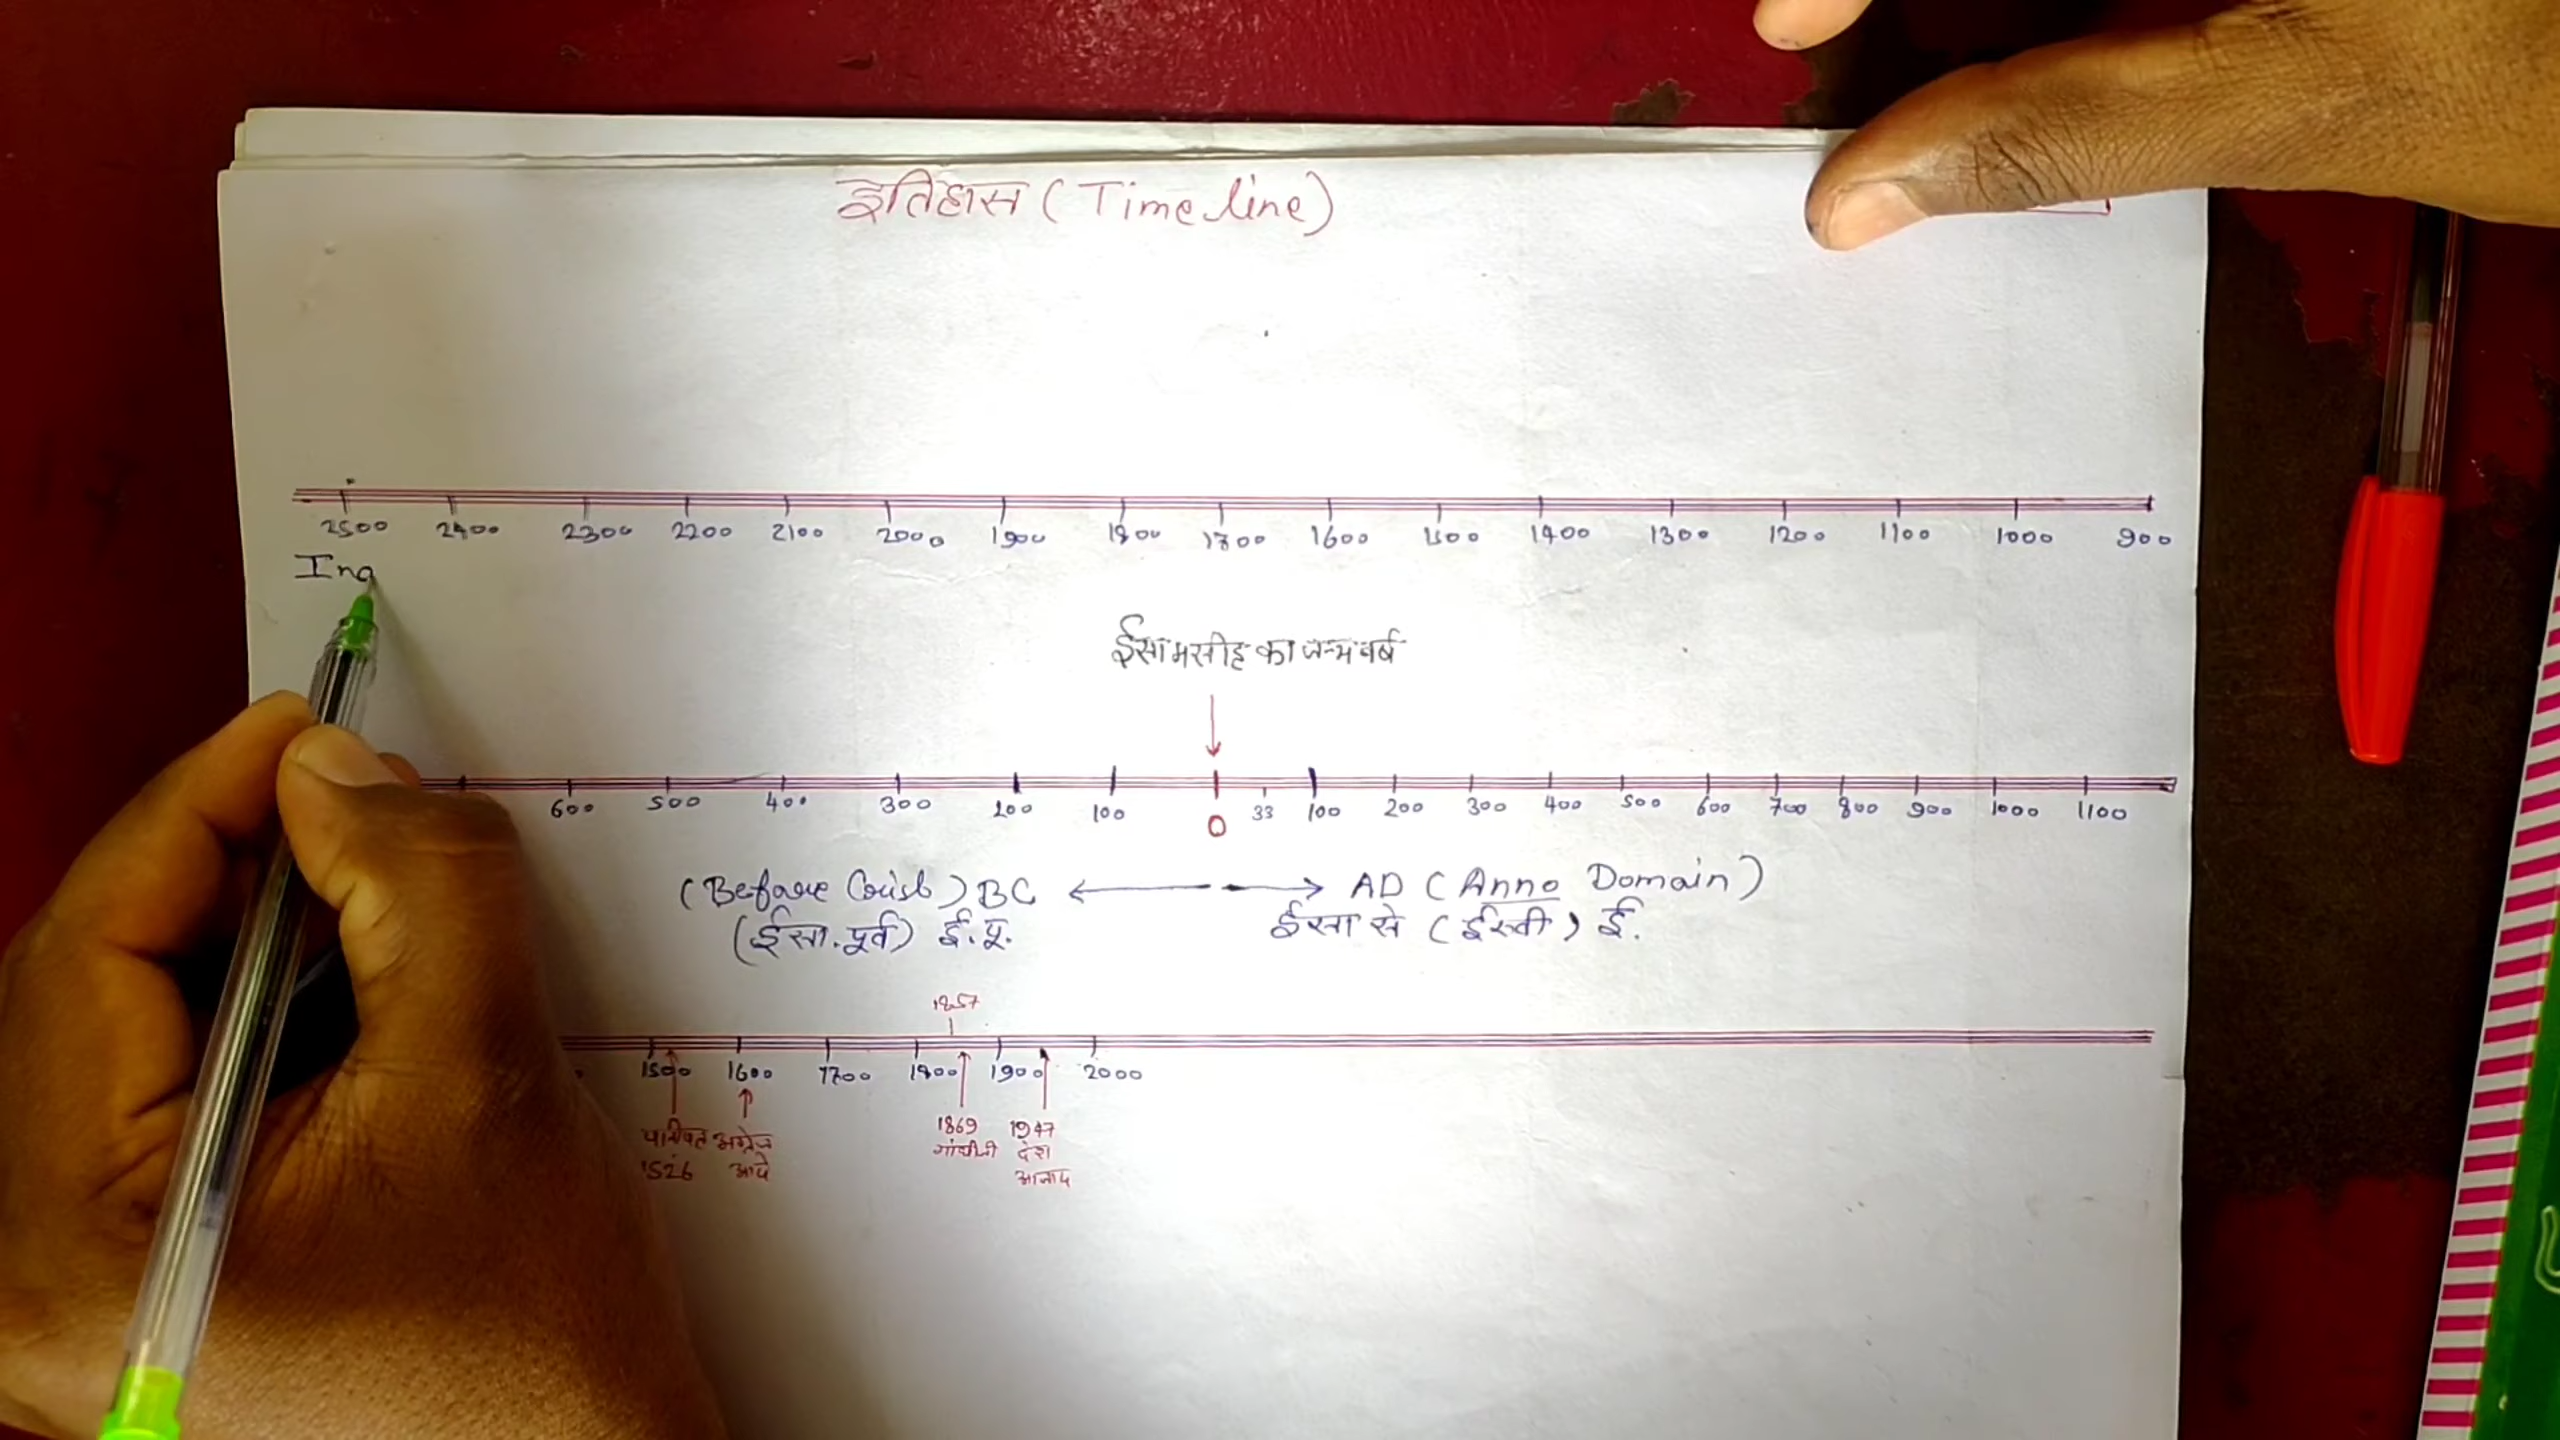 इतिहास ( Time line )
2500 2400 2300 2200 2100 2000 1900 1800 1700 1600 1500 1400 1300 1200 1100 1000 900
Ind
ईसा मसीह का जन्म वर्ष
600 500 400 300 200 100 0 33 100 200 300 400 500 600 700 800 900 1000 1100
(Before Crist) BC AD ( Anno Domain )
(ईसा. पूर्व) ई. पू. ईसा से ( ईस्वी ) ई.
1857
1500 1600 1700 1800 1900 2000
पानिपत अंग्रेज 1869 1947
1526 आये गांधीजी देश
आजाद